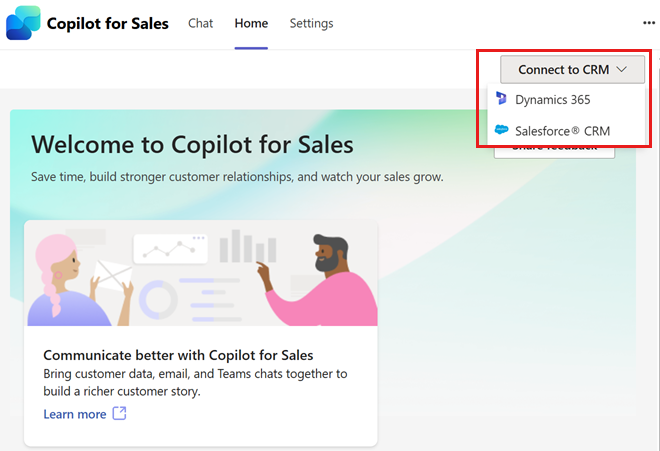 Copilot for Sales Chat Home Settings
Connect to CRM
Dynamics 365
Salesforce® CRM
Share feedback
Welcome to Copilot for Sales
Save time, build stronger customer relationships, and watch your sales grow.
Communicate better with Copilot for Sales
Bring customer data, email, and Teams chats together to
build a richer customer story.
Learn more